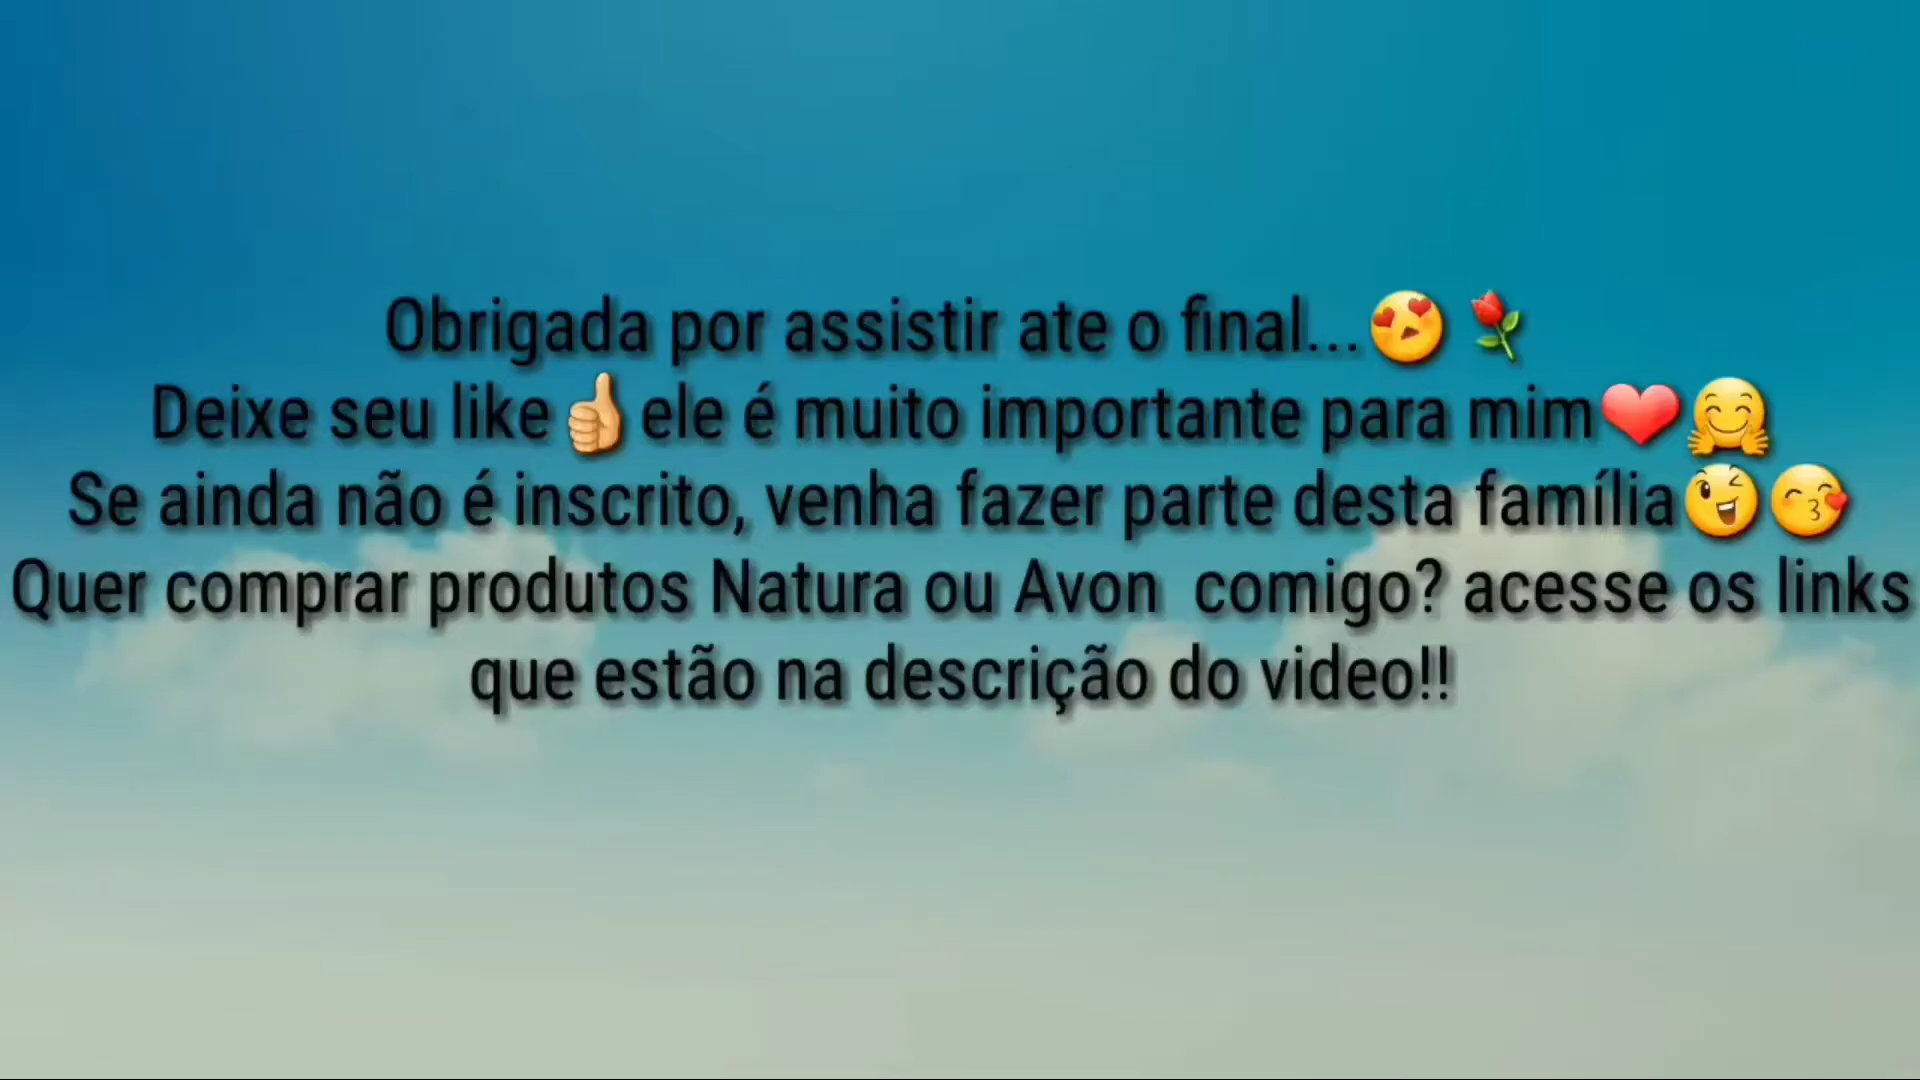 Obrigada por assistir ate o final...😍🌹
Deixe seu like👍🏼ele é muito importante para mim❤️🤗
Se ainda não é inscrito, venha fazer parte desta família😉😙
Quer comprar produtos Natura ou Avon  comigo? acesse os links
que estão na descrição do video!!